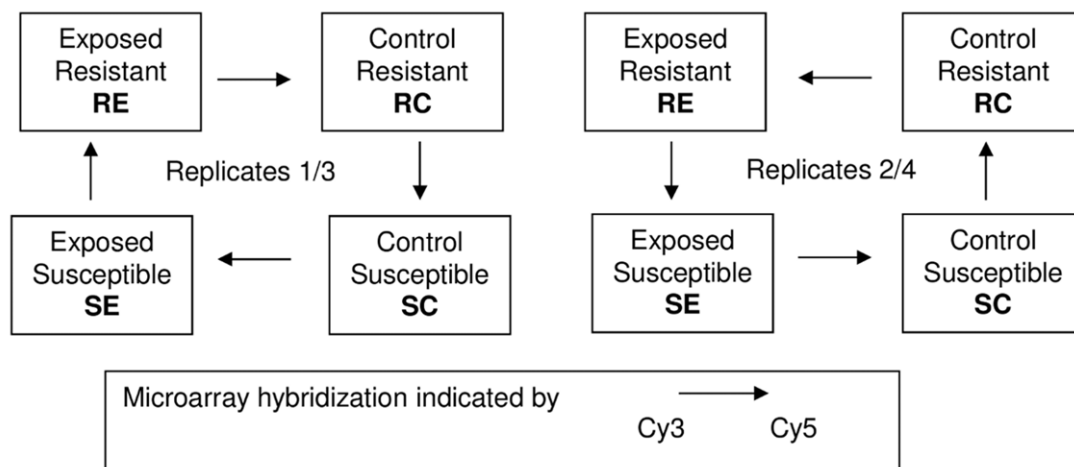 Exposed
Resistant
RE
Control
Resistant
RC
Exposed
Resistant
RE
Control
Resistant
RC
Replicates 1/3
Replicates 2/4
Exposed
Susceptible
SE
Control
Susceptible
SC
Exposed
Susceptible
SE
Control
Susceptible
SC
Microarray hybridization indicated by
Cy3 Cy5